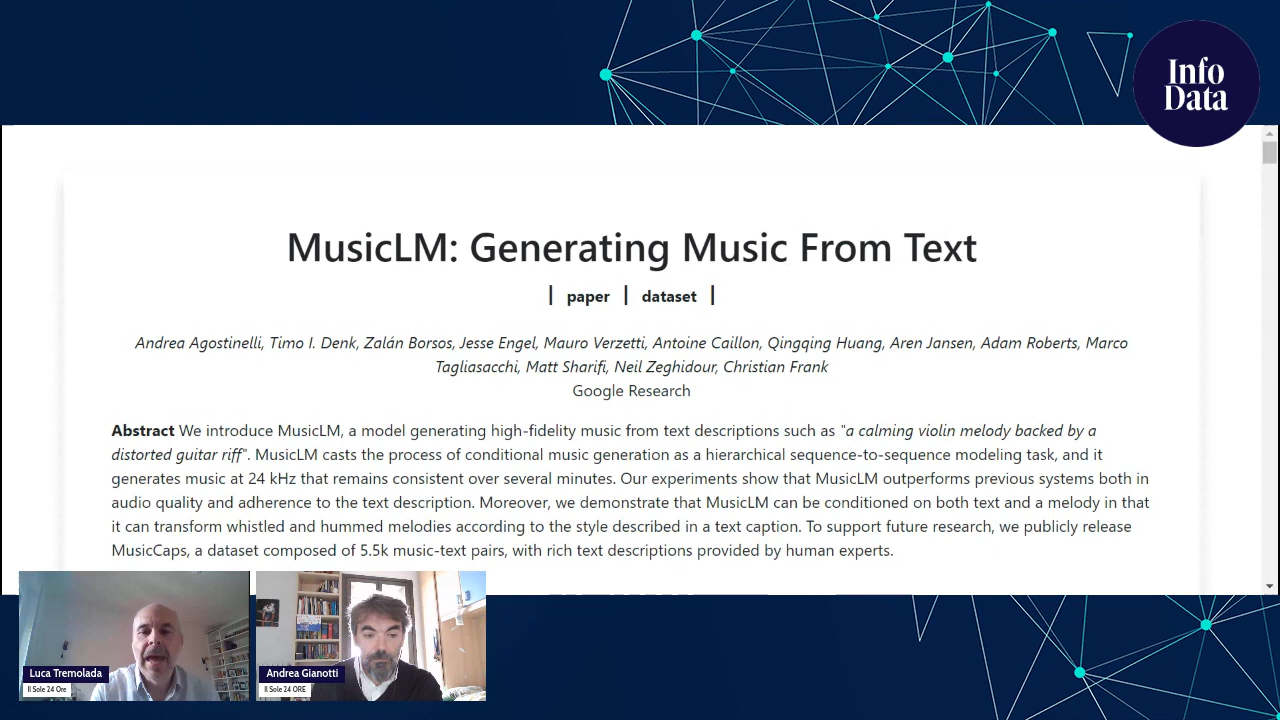 Info
Data
MusicLM: Generating Music From Text
| paper | dataset |
Andrea Agostinelli, Timo I. Denk, Zalán Borsos, Jesse Engel, Mauro Verzetti, Antoine Caillon, Qingqing Huang, Aren Jansen, Adam Roberts, Marco
Tagliasacchi, Matt Sharifi, Neil Zeghidour, Christian Frank
Google Research
Abstract We introduce MusicLM, a model generating high-fidelity music from text descriptions such as "a calming violin melody backed by a
distorted guitar riff". MusicLM casts the process of conditional music generation as a hierarchical sequence-to-sequence modeling task, and it
generates music at 24 kHz that remains consistent over several minutes. Our experiments show that MusicLM outperforms previous systems both in
audio quality and adherence to the text description. Moreover, we demonstrate that MusicLM can be conditioned on both text and a melody in that
it can transform whistled and hummed melodies according to the style described in a text caption. To support future research, we publicly release
MusicCaps, a dataset composed of 5.5k music-text pairs, with rich text descriptions provided by human experts.
Luca Tremolada
Il Sole 24 Ore
Andrea Gianotti
Il Sole 24 ORE